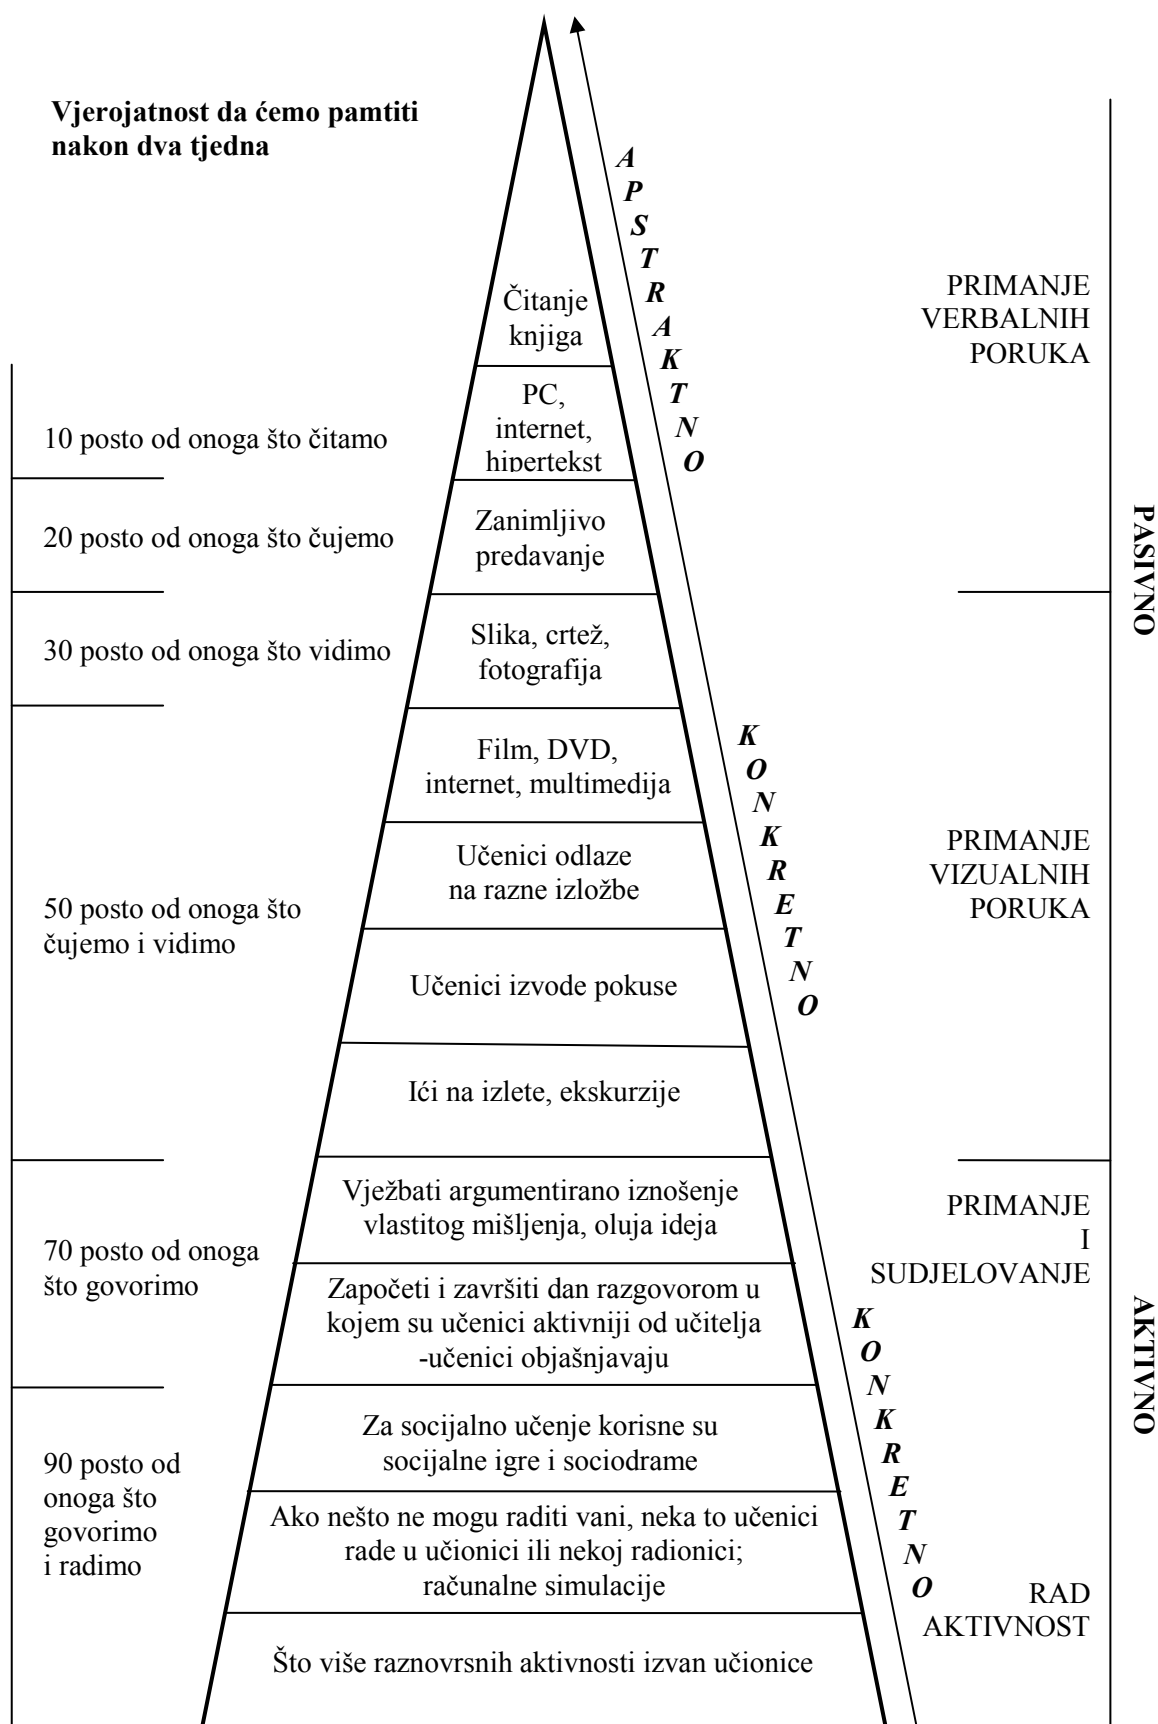 Vjerojatnost da ćemo pamtiti
nakon dva tjedna
10 posto od onoga što čitamo
20 posto od onoga što čujemo
30 posto od onoga što vidimo
50 posto od onoga što
čujemo i vidimo
70 posto od onoga
što govorimo
90 posto od
onoga što
govorimo
i radimo
Čitanje
knjiga
PC,
internet,
hipertekst
Zanimljivo
predavanje
Slika, crtež,
fotografija
Film, DVD,
internet, multimedija
Učenici odlaze
na razne izložbe
Učenici izvode pokuse
Ići na izlete, ekskurzije
Vježbati argumentirano iznošenje
vlastitog mišljenja, oluja ideja
Započeti i završiti dan razgovorom u
kojem su učenici aktivniji od učitelja
-učenici objašnjavaju
Za socijalno učenje korisne su
socijalne igre i sociodrame
Ako nešto ne mogu raditi vani, neka to učenici
rade u učionici ili nekoj radionici;
računalne simulacije
Što više raznovrsnih aktivnosti izvan učionice
APSTRAKTNO
KONKRETNO
KONKRETNO
PRIMANJE
VERBALNIH
PORUKA
PRIMANJE
VIZUALNIH
PORUKA
PRIMANJE
I
SUDJELOVANJE
RAD
AKTIVNOST
PASIVNO
AKTIVNO